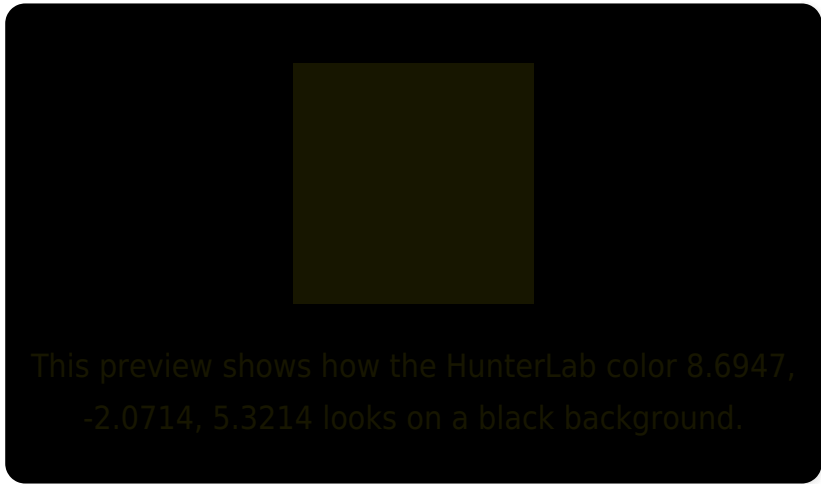 This preview shows how the HunterLab color 8.6947,
-2.0714, 5.3214 looks on a black background.